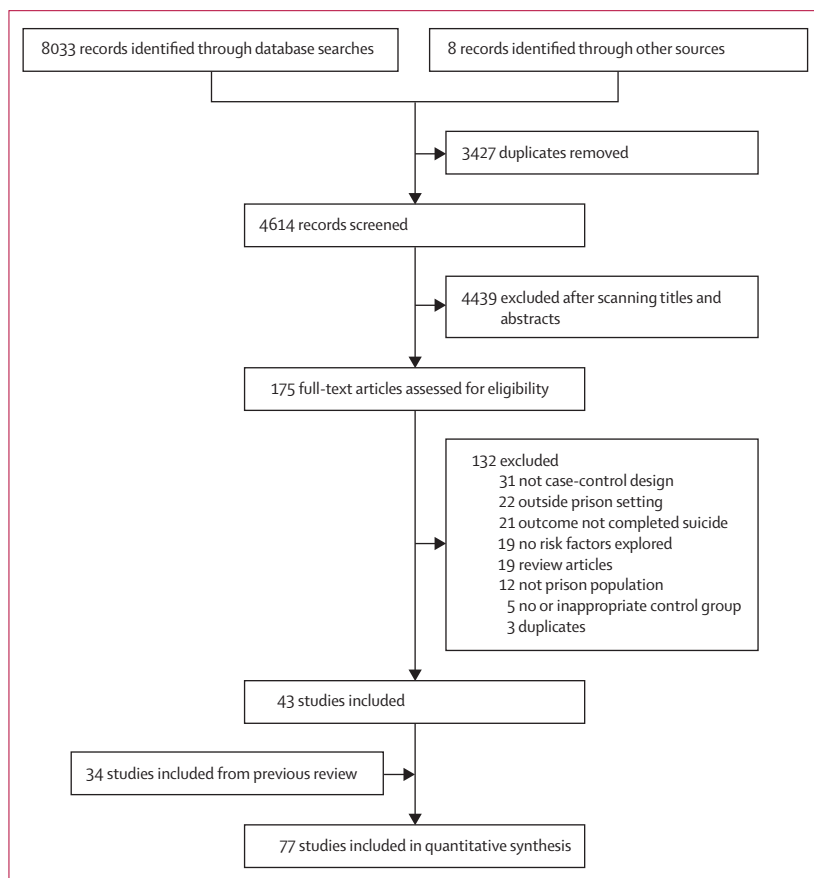 8033 records identified through database searches
8 records identified through other sources
3427 duplicates removed
4614 records screened
4439 excluded after scanning titles and
abstracts
175 full-text articles assessed for eligibility
132 excluded
31 not case-control design
22 outside prison setting
21 outcome not completed suicide
19 no risk factors explored
19 review articles
12 not prison population
5 no or inappropriate control group
3 duplicates
43 studies included
34 studies included from previous review
77 studies included in quantitative synthesis